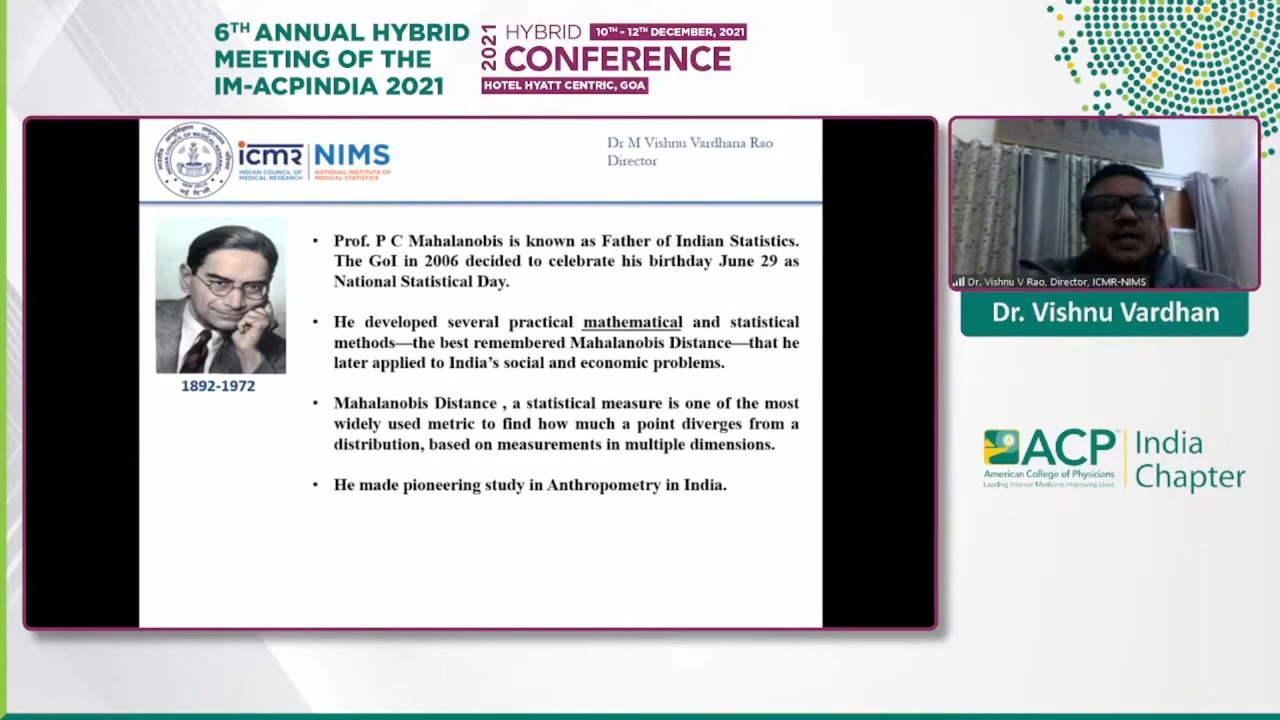 6TH ANNUAL HYBRID
MEETING OF THE
IM-ACPINDIA 2021
2021
HYBRID
10TH - 12TH DECEMBER, 2021
CONFERENCE
HOTEL HYATT CENTRIC, GOA
icmr
INDIAN COUNCIL OF
MEDICAL RESEARCH
NIMS
NATIONAL INSTITUTE OF
MEDICAL STATISTICS
Dr M Vishnu Vardhana Rao
Director
1892-1972
• Prof. P C Mahalanobis is known as Father of Indian Statistics.
The GoI in 2006 decided to celebrate his birthday June 29 as
National Statistical Day.
• He developed several practical mathematical and statistical
methods—the best remembered Mahalanobis Distance—that he
later applied to India's social and economic problems.
• Mahalanobis Distance , a statistical measure is one of the most
widely used metric to find how much a point diverges from a
distribution, based on measurements in multiple dimensions.
• He made pioneering study in Anthropometry in India.
Dr. Vishnu V Rao, Director, ICMR-NIMS
Dr. Vishnu Vardhan
ACP
American College of Physicians
Leading Internal Medicine, Improving Lives
India
Chapter